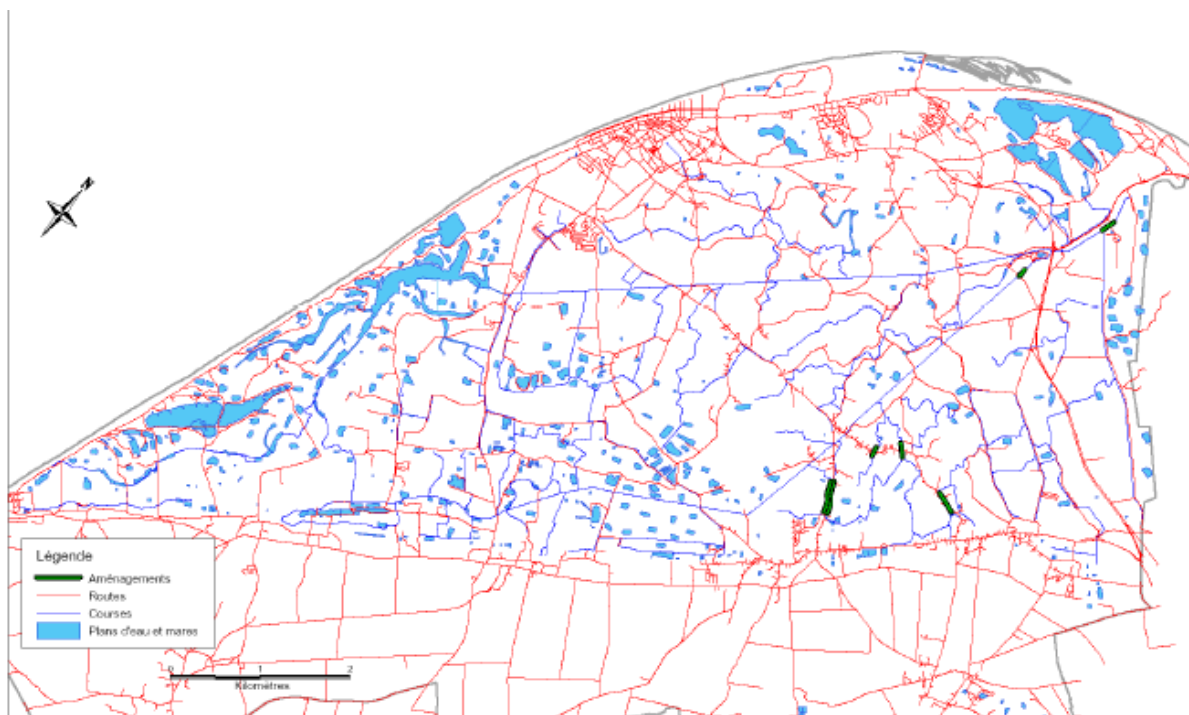 N
Légende
Aménagements
Routes
Courses
Plans d'eau et mares
0 1 2
Kilomètres